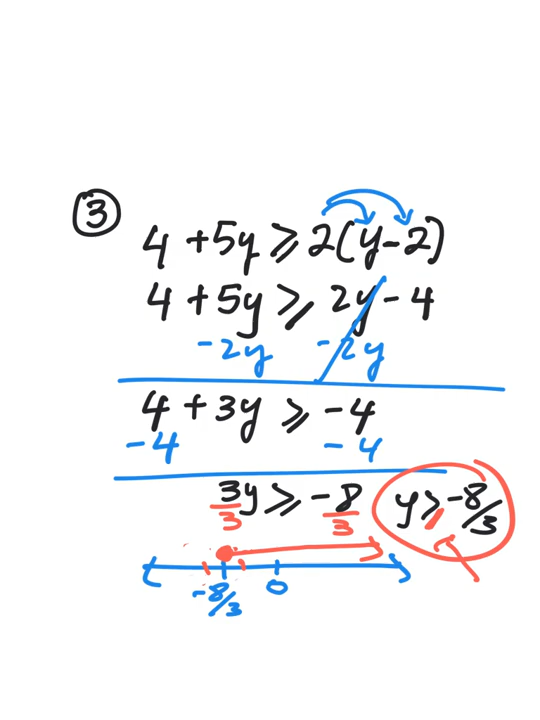 ③
4 + 5y ≥ 2(y - 2)
4 + 5y ≥ 2y - 4
-2y -2y
4 + 3y ≥ -4
-4 -4
3y ≥ -8 y ≥ -8/3
3 3
-8/3 0